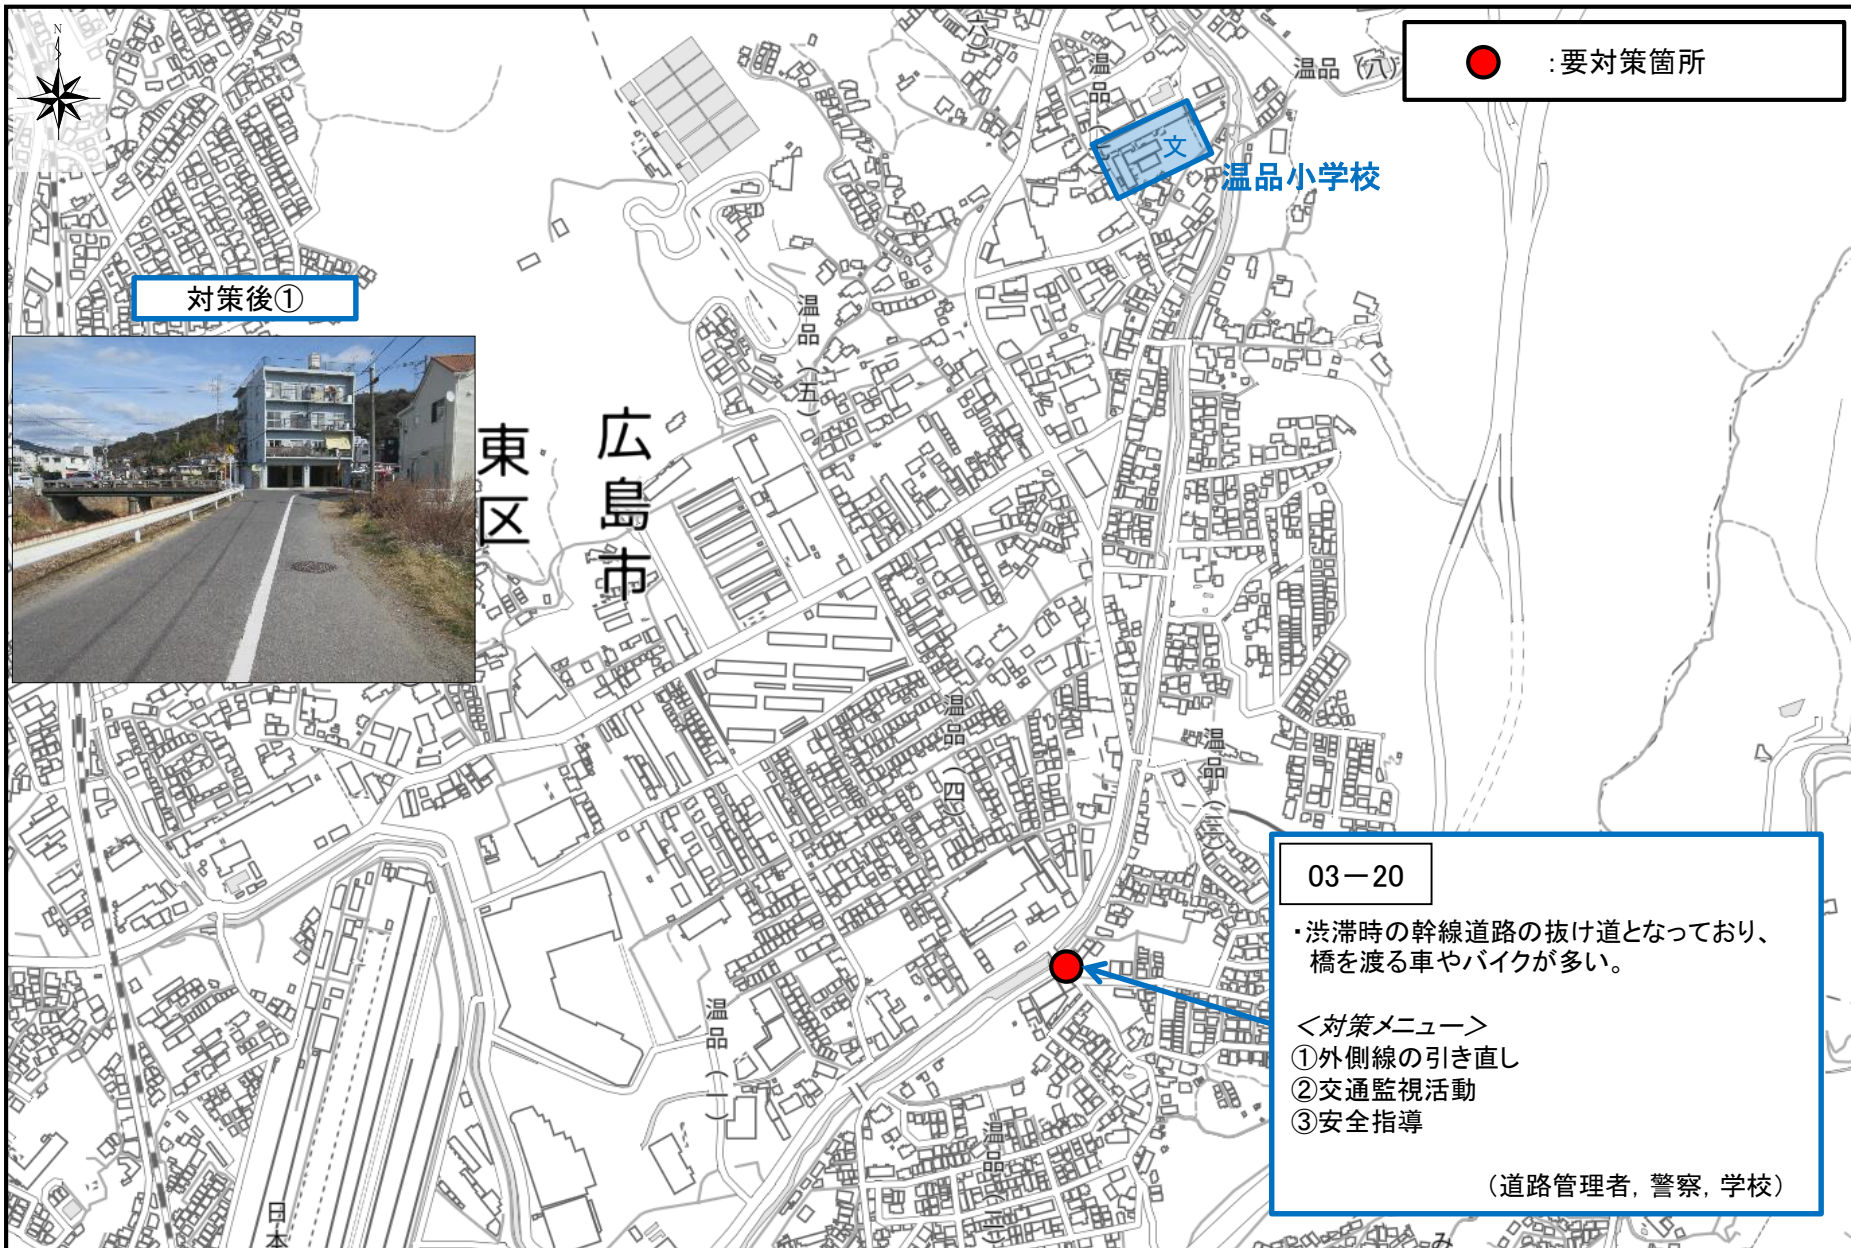 N
:要対策箇所
六)
温品(六)
温品(八)
文
温品小学校
対策後①
温品(五)
広島市
東区
温品(四)
温品(三)
03－20
・渋滞時の幹線道路の抜け道となっており、
橋を渡る車やバイクが多い。
＜対策メニュー＞
①外側線の引き直し
②交通監視活動
③安全指導
（道路管理者，警察，学校）
温品(一)
温品(二)
日本
み